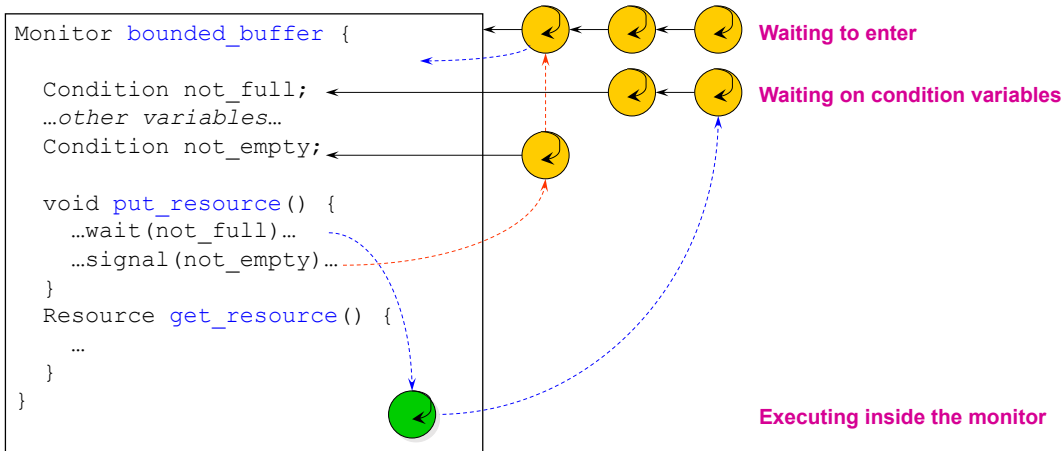 Monitor bounded_buffer {
Waiting to enter
Condition not_full;
Waiting on condition variables
…other variables…
Condition not_empty;
void put_resource() {
…wait(not_full)…
…signal(not_empty)…
}
Resource get_resource() {
…
}
}
Executing inside the monitor